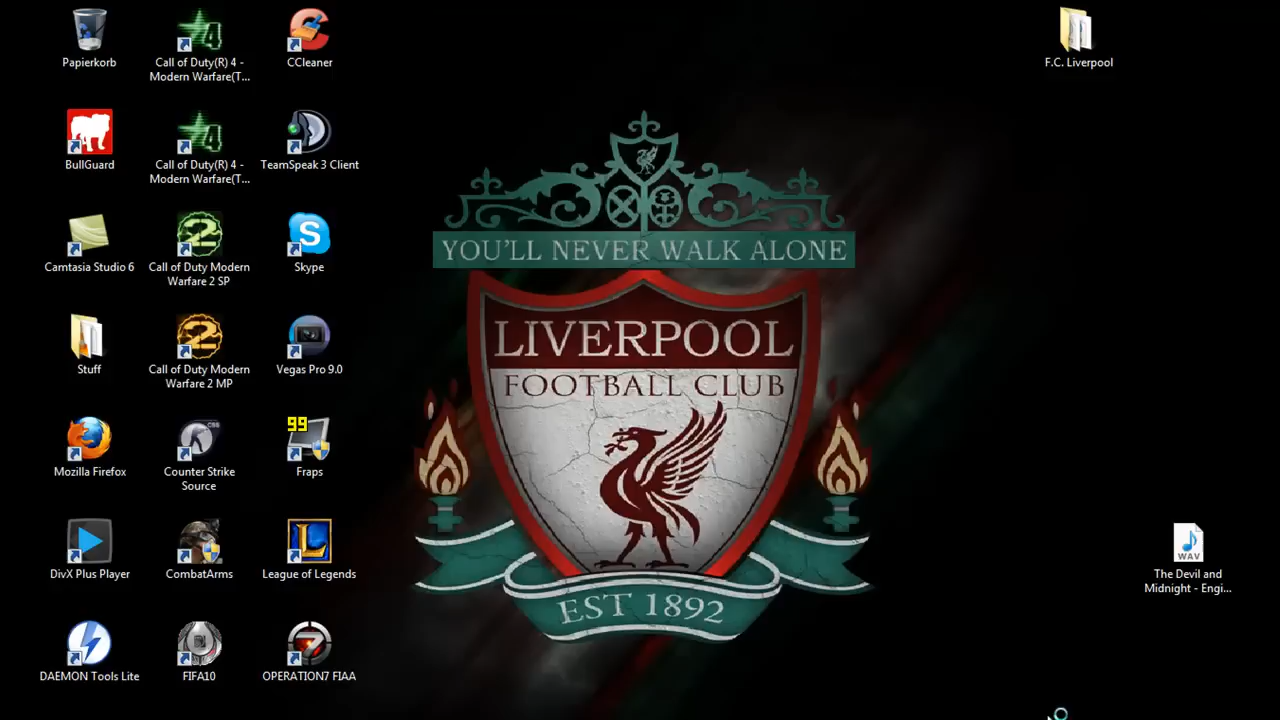 Papierkorb
Call of Duty(R) 4 -
Modern Warfare(T...
CCleaner
F.C. Liverpool
BullGuard
Call of Duty(R) 4 -
Modern Warfare(T...
TeamSpeak 3 Client
Camtasia Studio 6
Call of Duty Modern
Warfare 2 SP
Skype
Stuff
Call of Duty Modern
Warfare 2 MP
Vegas Pro 9.0
Mozilla Firefox
Counter Strike
Source
99
Fraps
DivX Plus Player
CombatArms
League of Legends
DAEMON Tools Lite
FIFA10
OPERATION7 FIAA
YOU'LL NEVER WALK ALONE
LIVERPOOL
FOOTBALL CLUB
EST 1892
WAV
The Devil and
Midnight - Engi...